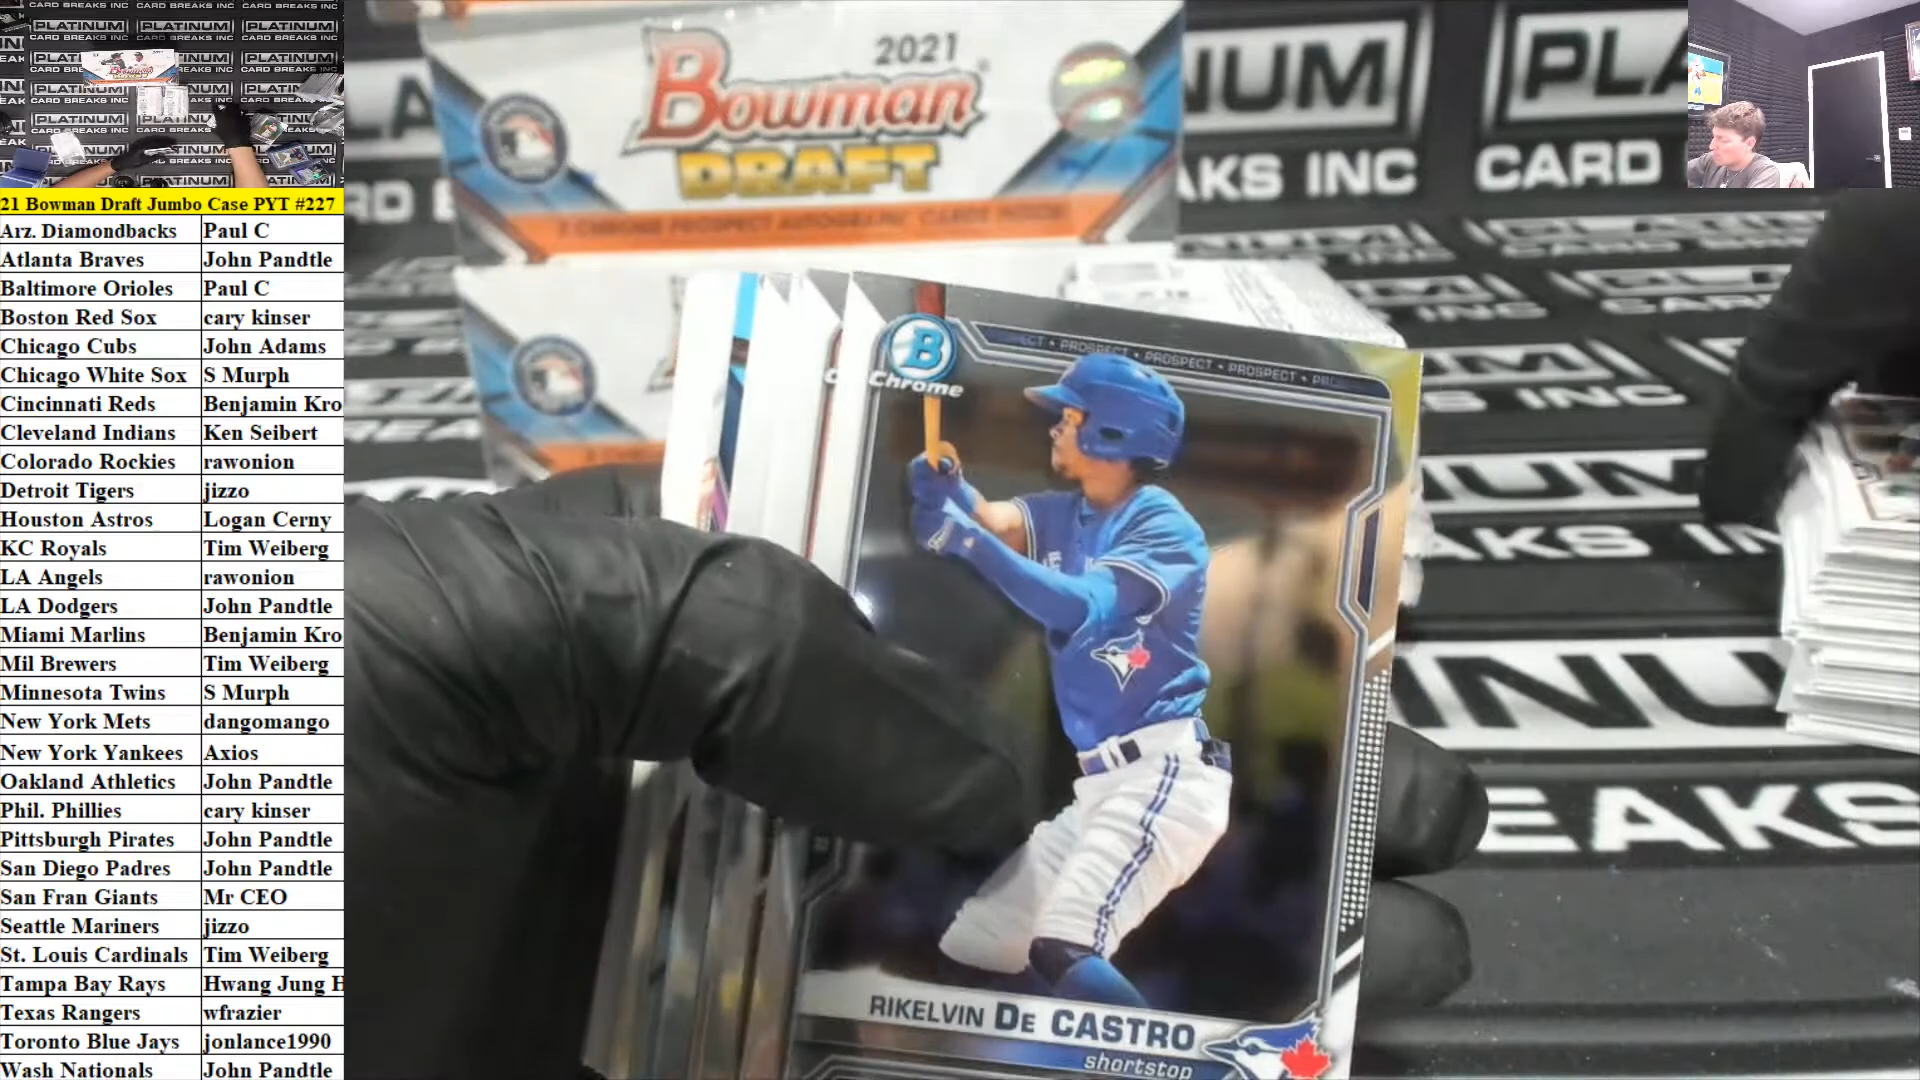 21 Bowman Draft Jumbo Case PYT #227
Arz. Diamondbacks Paul C
Atlanta Braves John Pandtle
Baltimore Orioles Paul C
Boston Red Sox cary kinser
Chicago Cubs John Adams
Chicago White Sox S Murph
Cincinnati Reds Benjamin Kro
Cleveland Indians Ken Seibert
Colorado Rockies rawonion
Detroit Tigers jizzo
Houston Astros Logan Cerny
KC Royals Tim Weiberg
LA Angels rawonion
LA Dodgers John Pandtle
Miami Marlins Benjamin Kro
Mil Brewers Tim Weiberg
Minnesota Twins S Murph
New York Mets dangomango
New York Yankees Axios
Oakland Athletics John Pandtle
Phil. Phillies cary kinser
Pittsburgh Pirates John Pandtle
San Diego Padres John Pandtle
San Fran Giants Mr CEO
Seattle Mariners jizzo
St. Louis Cardinals Tim Weiberg
Tampa Bay Rays Hwang Jung H
Texas Rangers wfrazier
Toronto Blue Jays jonlance1990
Wash Nationals John Pandtle
2021
Bowman
DRAFT
CHROME PROSPECT AUTOGRAPH CARDS INSIDE
B
Chrome
PROSPECT • PROSPECT • PROSPECT
RIKELVIN DE CASTRO
shortstop
PLATINUM
CARD BREAKS INC